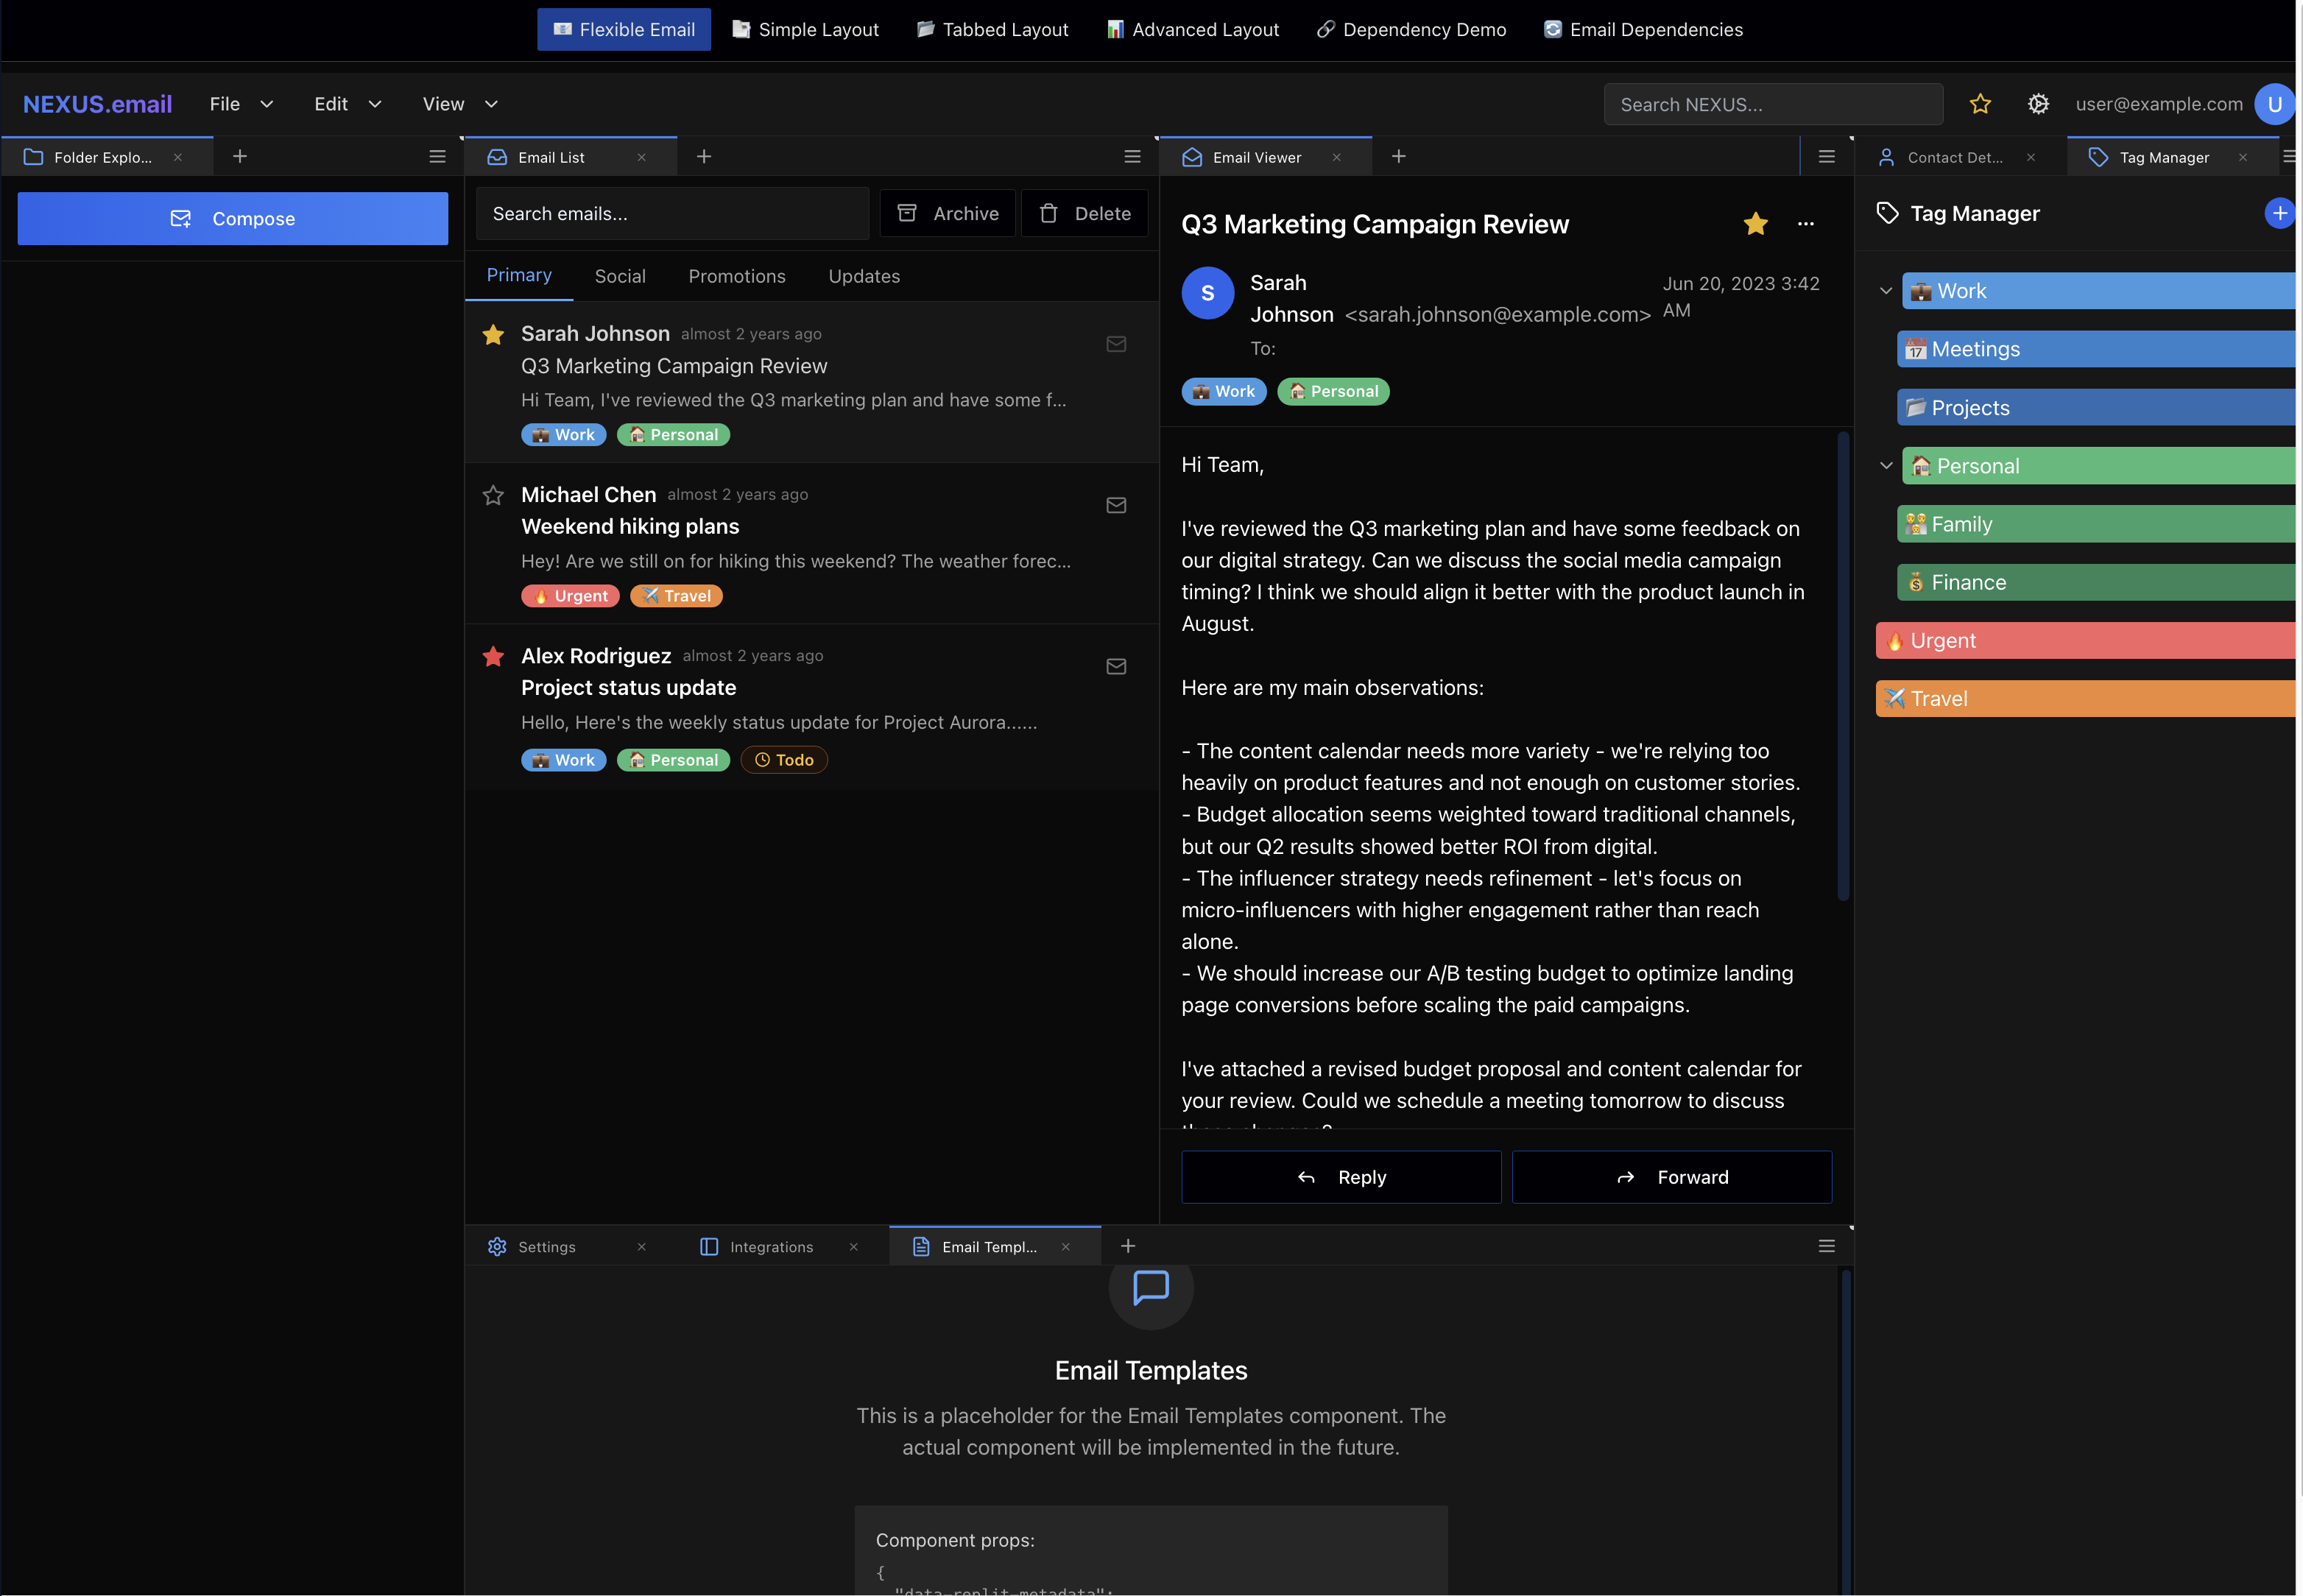 Flexible Email
Simple Layout
Tabbed Layout
Advanced Layout
Dependency Demo
Email Dependencies
NEXUS.email
File
Edit
View
Search NEXUS...
user@example.com
U
Folder Explo...
Compose
Email List
Search emails...
Archive
Delete
Primary
Social
Promotions
Updates
Sarah Johnson almost 2 years ago
Q3 Marketing Campaign Review
Hi Team, I've reviewed the Q3 marketing plan and have some f...
Work Personal
Michael Chen almost 2 years ago
Weekend hiking plans
Hey! Are we still on for hiking this weekend? The weather forec...
Urgent Travel
Alex Rodriguez almost 2 years ago
Project status update
Hello, Here's the weekly status update for Project Aurora......
Work Personal Todo
Email Viewer
Q3 Marketing Campaign Review
S
Sarah
Johnson <sarah.johnson@example.com>
Jun 20, 2023 3:42
AM
To:
Work Personal
Hi Team,
I've reviewed the Q3 marketing plan and have some feedback on
our digital strategy. Can we discuss the social media campaign
timing? I think we should align it better with the product launch in
August.
Here are my main observations:
- The content calendar needs more variety - we're relying too
heavily on product features and not enough on customer stories.
- Budget allocation seems weighted toward traditional channels,
but our Q2 results showed better ROI from digital.
- The influencer strategy needs refinement - let's focus on
micro-influencers with higher engagement rather than reach
alone.
- We should increase our A/B testing budget to optimize landing
page conversions before scaling the paid campaigns.
I've attached a revised budget proposal and content calendar for
your review. Could we schedule a meeting tomorrow to discuss
Reply
Forward
Contact Det...
Tag Manager
Tag Manager
Work
17 Meetings
Projects
Personal
Family
Finance
Urgent
Travel
Settings
Integrations
Email Templ...
Email Templates
This is a placeholder for the Email Templates component. The
actual component will be implemented in the future.
Component props:
{
"data-replit-metadata":